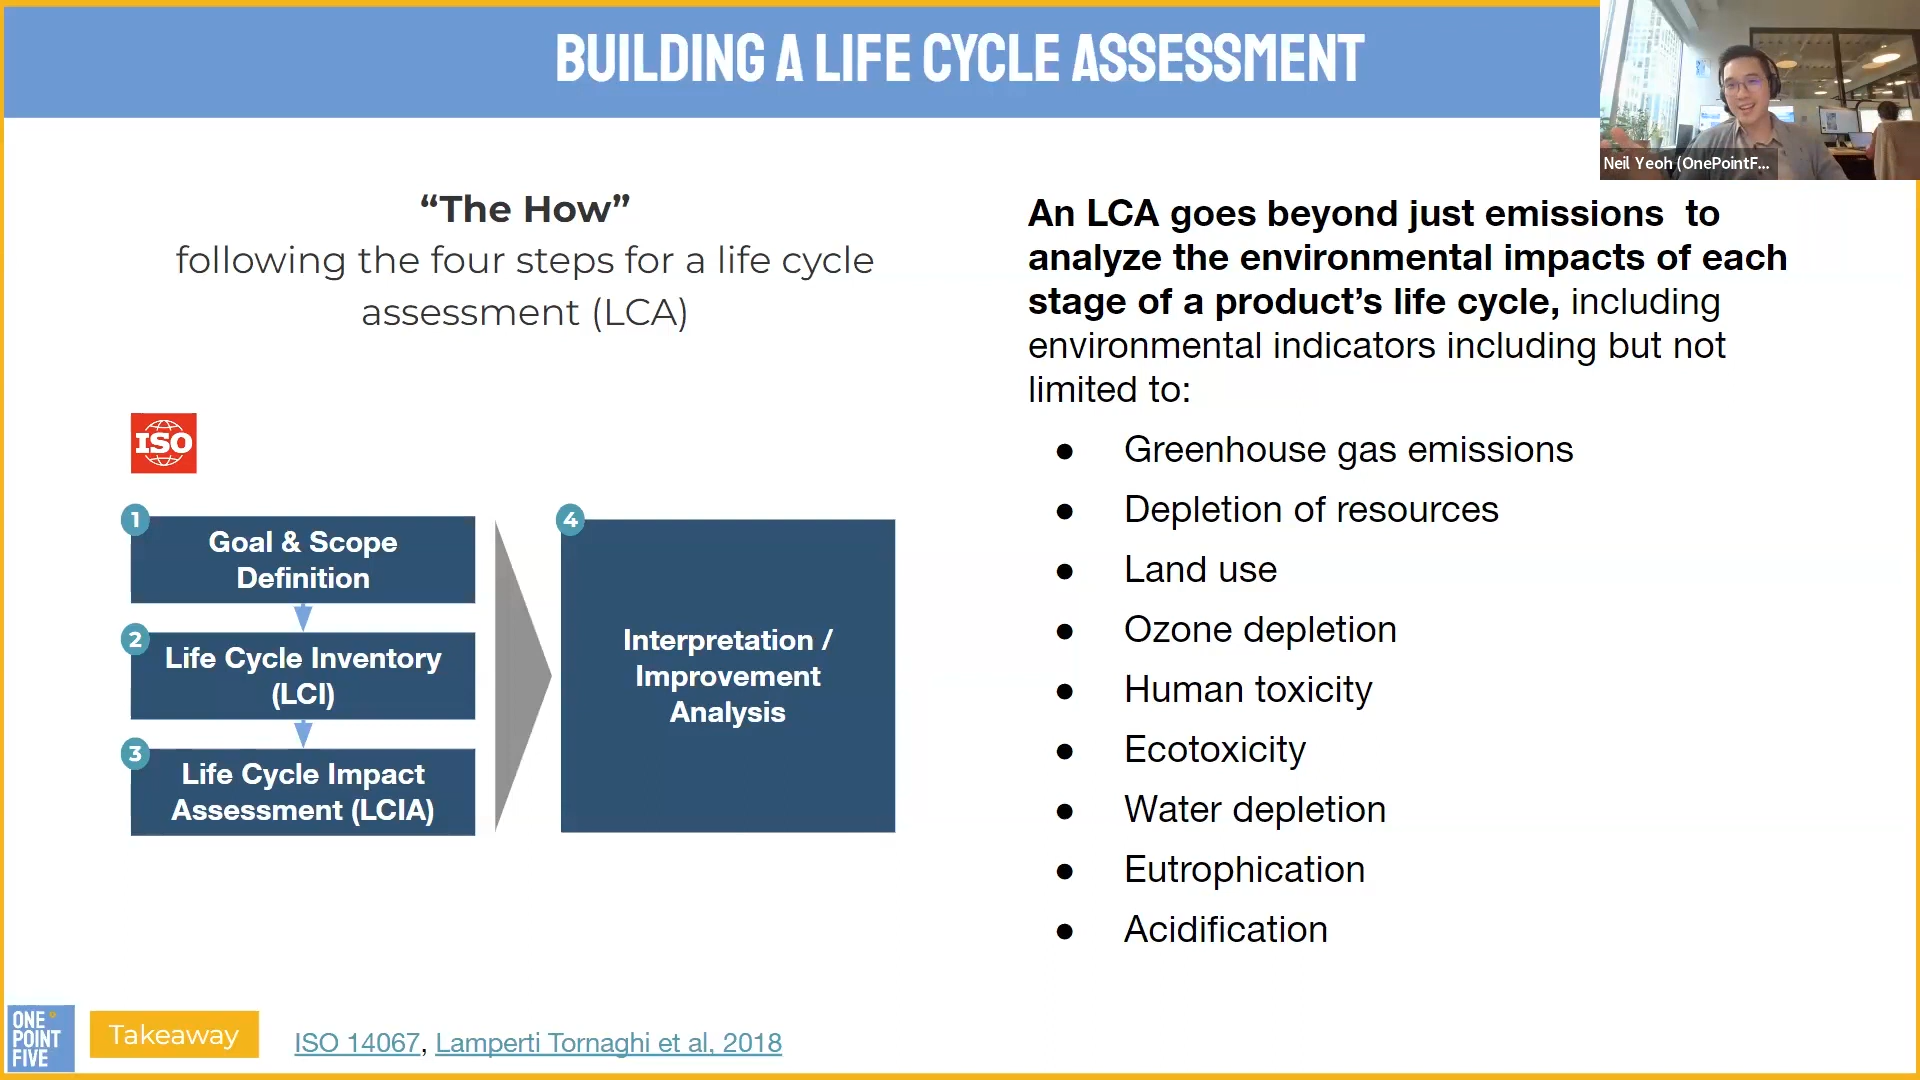 BUILDING A LIFE CYCLE ASSESSMENT
Neil Yeoh (OnePointF...
“The How”
following the four steps for a life cycle
assessment (LCA)
ISO
1
Goal & Scope
Definition
2
Life Cycle Inventory
(LCI)
3
Life Cycle Impact
Assessment (LCIA)
4
Interpretation /
Improvement
Analysis
An LCA goes beyond just emissions  to
analyze the environmental impacts of each
stage of a product’s life cycle, including
environmental indicators including but not
limited to:
● Greenhouse gas emissions
● Depletion of resources
● Land use
● Ozone depletion
● Human toxicity
● Ecotoxicity
● Water depletion
● Eutrophication
● Acidification
ONE
POINT
FIVE
Takeaway
ISO 14067, Lamperti Tornaghi et al, 2018